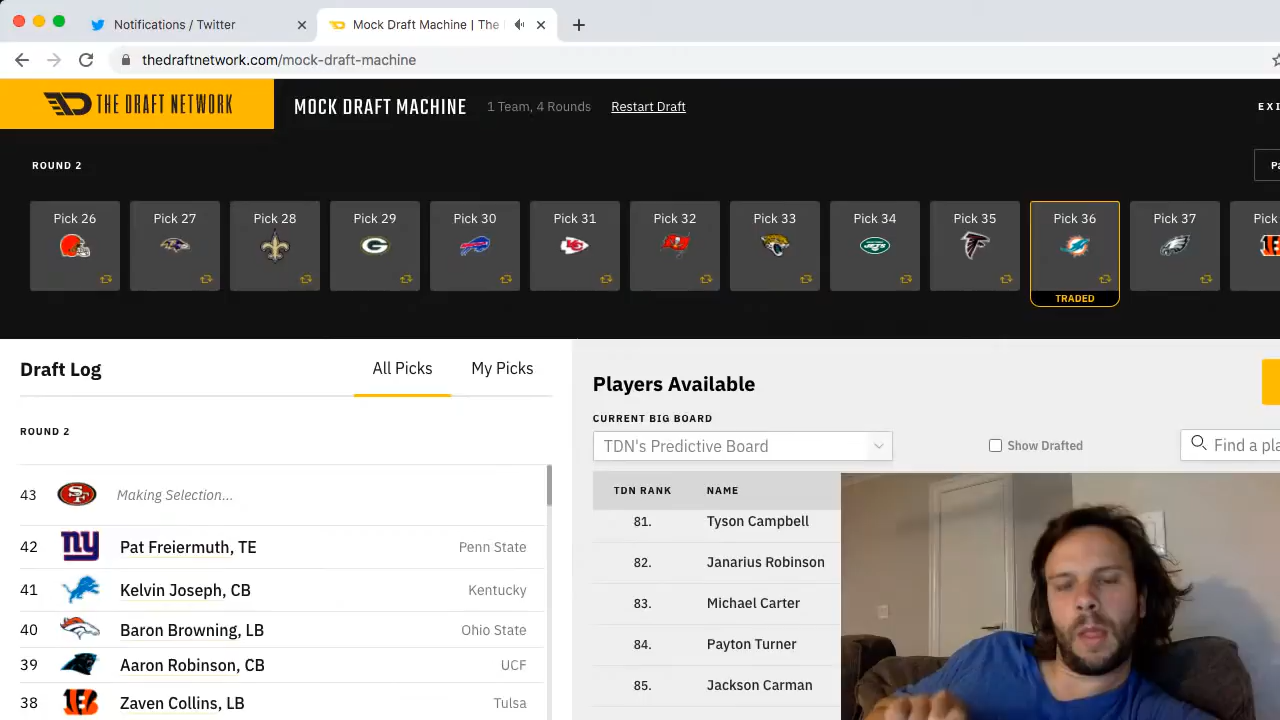 Notifications / Twitter
Mock Draft Machine | The
thedraftnetwork.com/mock-draft-machine
THE DRAFT NETWORK
MOCK DRAFT MACHINE
1 Team, 4 Rounds
Restart Draft
EXI
ROUND 2
Pa
Pick 26
Pick 27
Pick 28
Pick 29
Pick 30
Pick 31
Pick 32
Pick 33
Pick 34
Pick 35
Pick 36
Pick 37
Pick
TRADED
Draft Log
All Picks
My Picks
ROUND 2
43 Making Selection...
42 Pat Freiermuth, TE Penn State
41 Kelvin Joseph, CB Kentucky
40 Baron Browning, LB Ohio State
39 Aaron Robinson, CB UCF
38 Zaven Collins, LB Tulsa
Players Available
CURRENT BIG BOARD
TDN's Predictive Board
Show Drafted
Find a pla
TDN RANK NAME
81. Tyson Campbell
82. Janarius Robinson
83. Michael Carter
84. Payton Turner
85. Jackson Carman